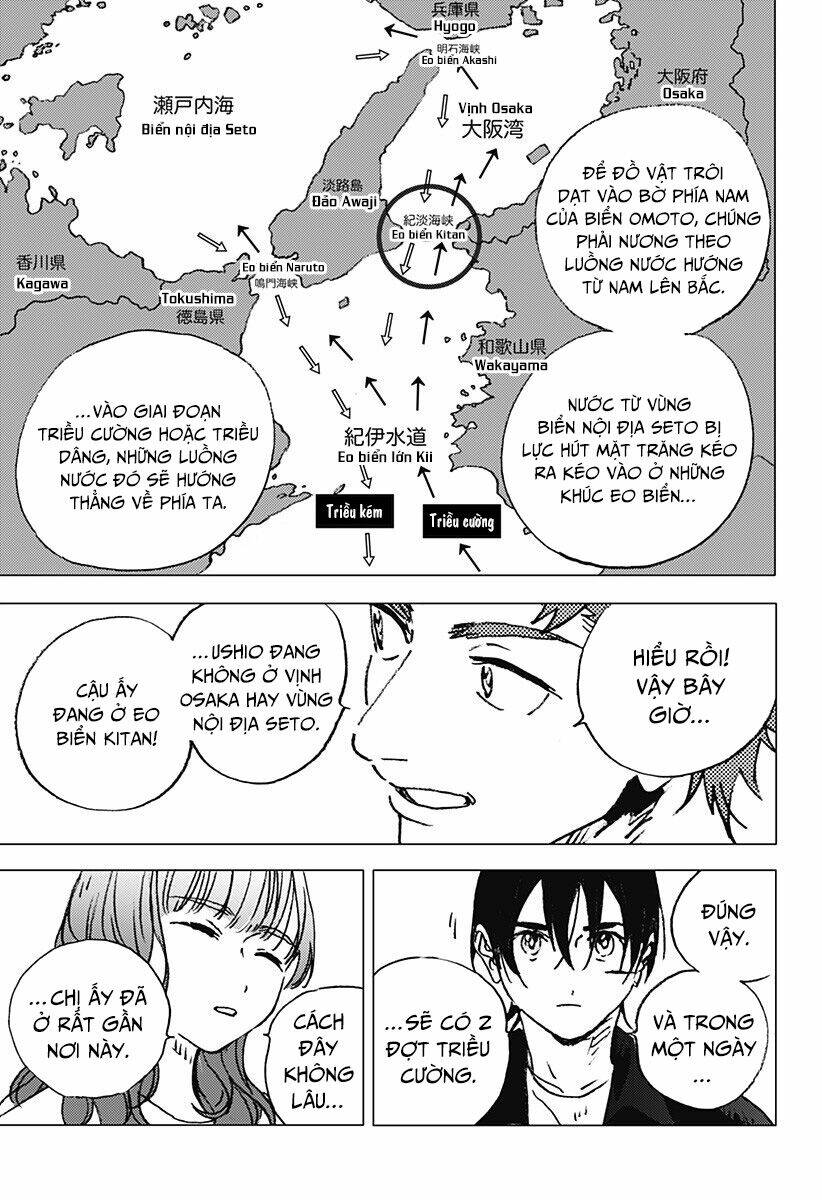 兵庫県
Hyogo
明石海峡
Eo biển Akashi
大阪府
Osaka
瀬戸内海
Biển nội địa Seto
Vịnh Osaka
大阪湾
淡路島
Đảo Awaji
紀淡海峡
Eo biển Kitan
香川県
Kagawa
Eo biển Naruto
鳴門海峡
Tokushima
徳島県
和歌山県
Wakayama
紀伊水道
Eo biển lớn Kii
Triều kém
Triều cường
ĐỂ ĐỒ VẬT TRÔI
DẠT VÀO BỜ PHÍA NAM
CỦA BIỂN OMOTO, CHÚNG
PHẢI NƯƠNG THEO
LUỒNG NƯỚC HƯỚNG
TỪ NAM LÊN BẮC.
NƯỚC TỪ VÙNG
BIỂN NỘI ĐỊA SETO BỊ
LỰC HÚT MẶT TRĂNG KÉO
RA KÉO VÀO Ở NHỮNG
KHÚC EO BIỂN...
...VÀO GIAI ĐOẠN
TRIỀU CƯỜNG HOẶC TRIỀU
DÂNG, NHỮNG LUỒNG
NƯỚC ĐÓ SẼ HƯỚNG
THẲNG VỀ PHÍA TA.
HIỂU RỒI!
VẬY BÂY
GIỜ...
...USHIO ĐANG
KHÔNG Ở VỊNH
OSAKA HAY VÙNG
NỘI ĐỊA SETO.
CẬU ẤY
ĐANG Ở EO
BIỂN KITAN!
ĐÚNG
VẬY.
VÀ TRONG
MỘT NGÀY
...
...SẼ CÓ 2
ĐỢT TRIỀU
CƯỜNG.
CÁCH
ĐÂY
KHÔNG
LÂU...
...CHỊ ẤY ĐÃ
Ở RẤT GẦN
NƠI NÀY.